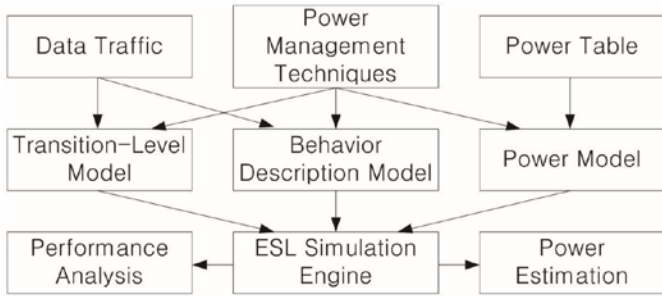 Data Traffic
Power
Management
Techniques
Power Table
Transition-Level
Model
Behavior
Description Model
Power Model
Performance
Analysis
ESL Simulation
Engine
Power
Estimation